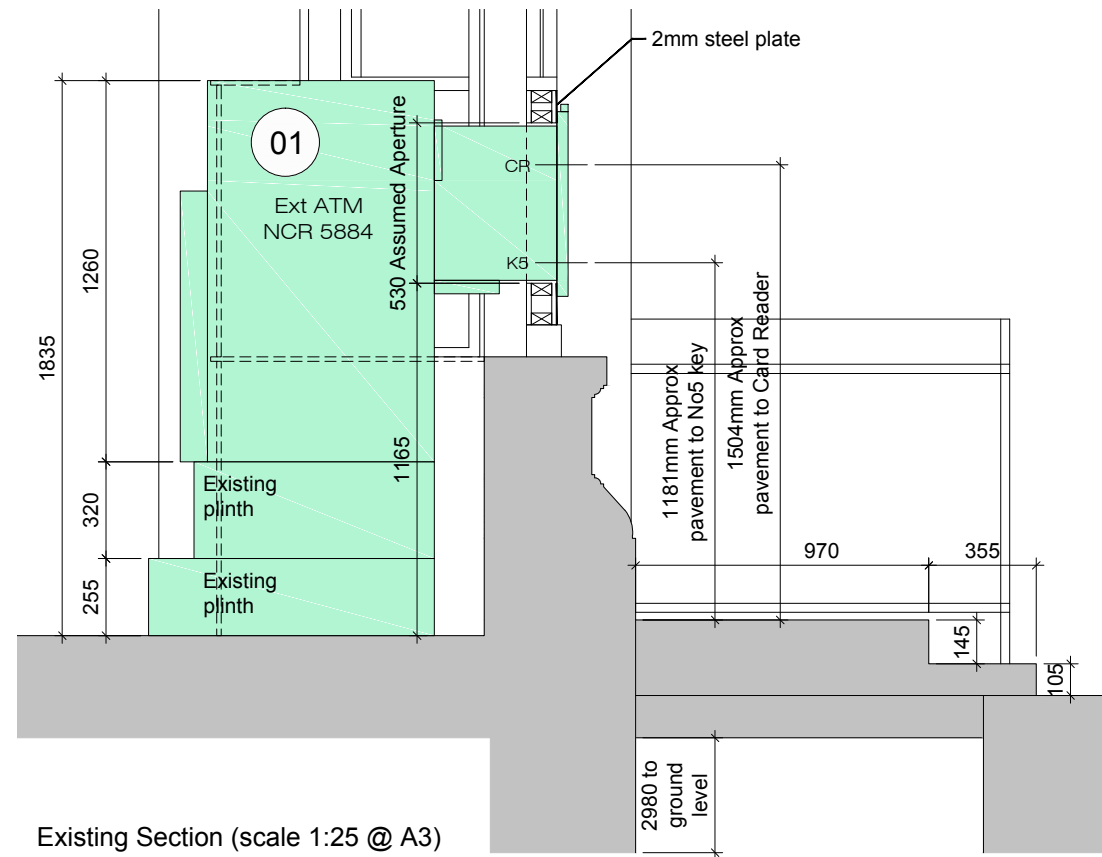 2mm steel plate
01
Ext ATM
NCR 5884
CR
K5
530 Assumed Aperture
1165
1260
1835
320
255
Existing
plinth
Existing
plinth
1181mm Approx
pavement to No5 key
1504mm Approx
pavement to Card Reader
970
355
145
105
2980 to
ground
level
Existing Section (scale 1:25 @ A3)